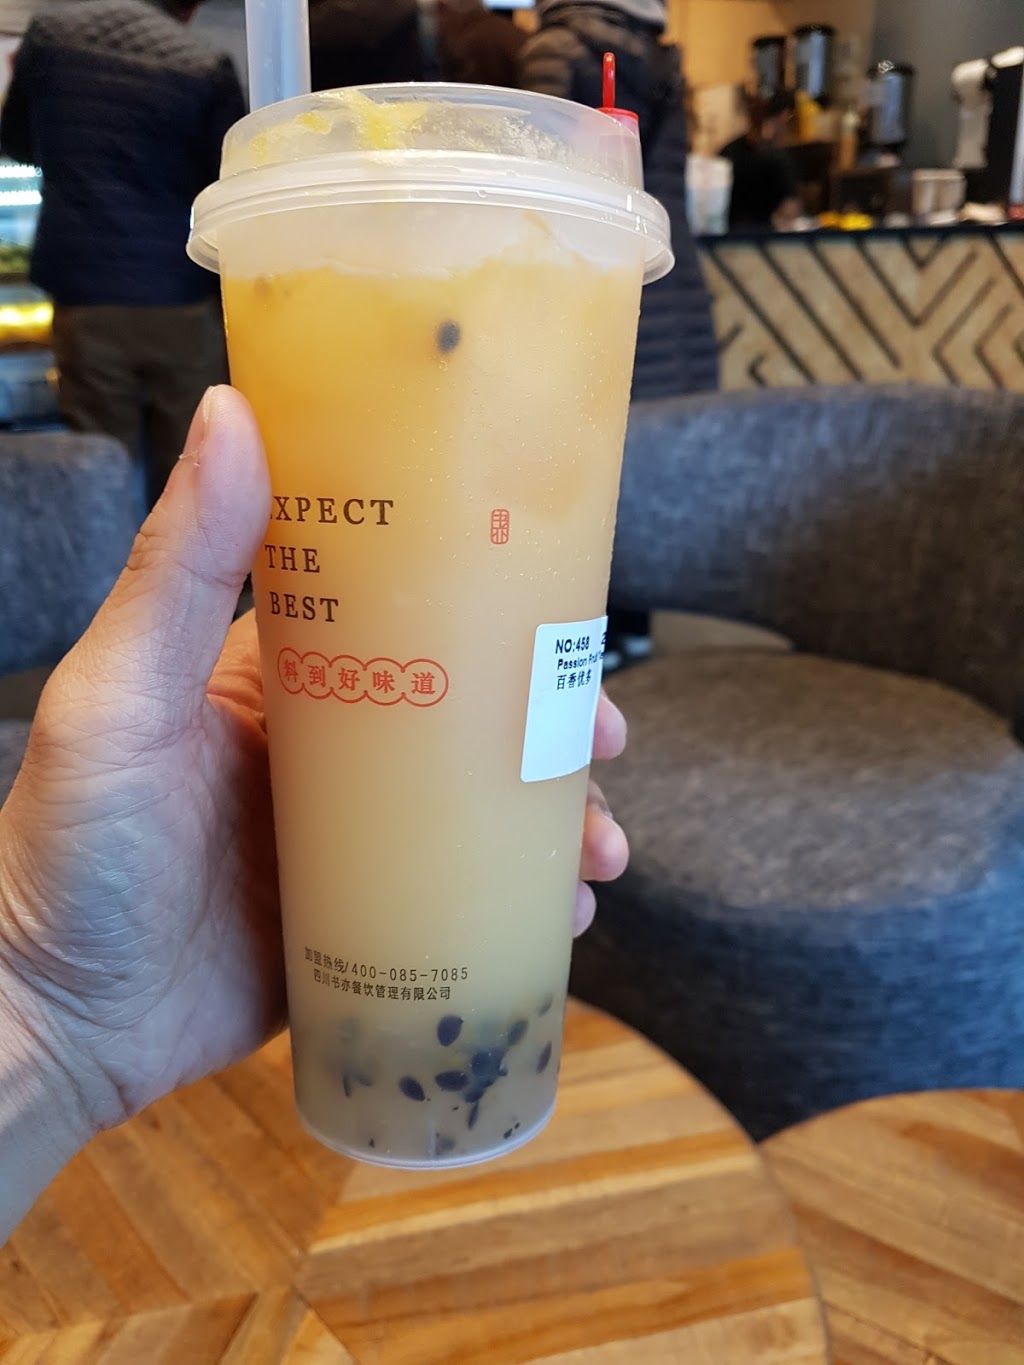 EXPECT
THE
BEST
料到好味道
NO:458
Passion Fruit
百香优多
加盟热线/400-085-7085
四川书亦餐饮管理有限公司